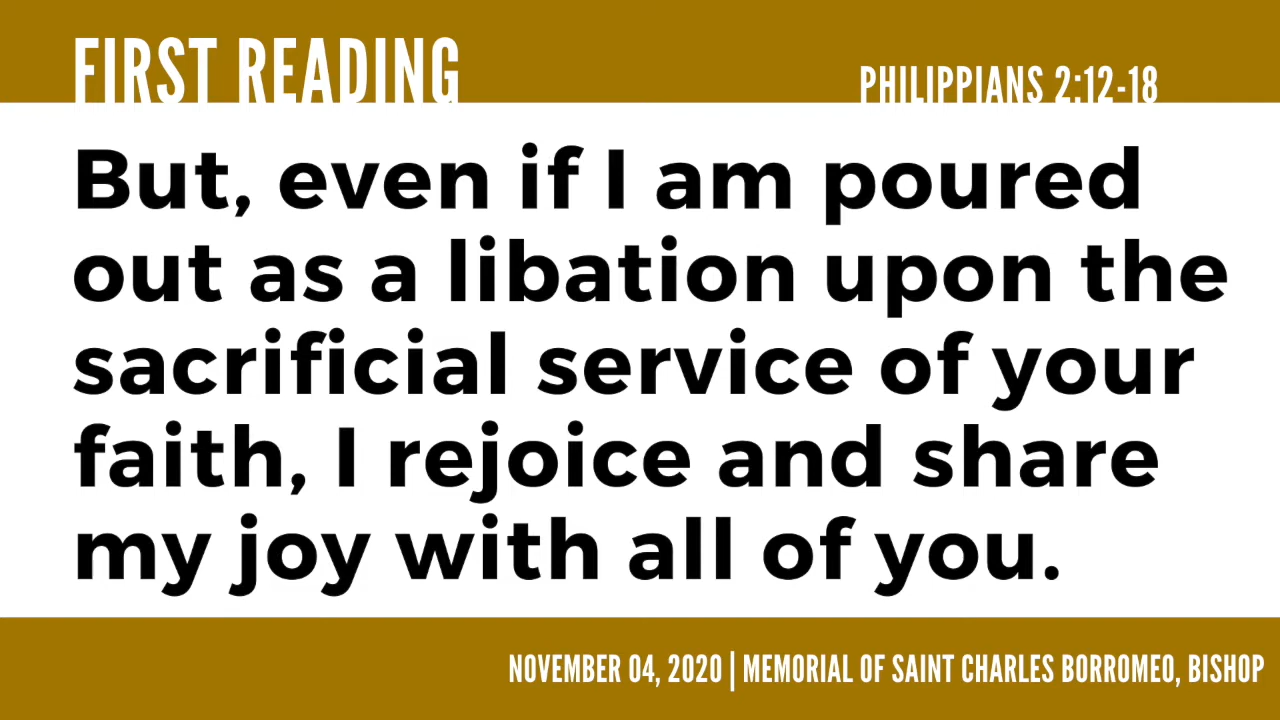 FIRST READING
PHILIPPIANS 2:12-18
But, even if I am poured
out as a libation upon the
sacrificial service of your
faith, I rejoice and share
my joy with all of you.
NOVEMBER 04, 2020 | MEMORIAL OF SAINT CHARLES BORROMEO, BISHOP